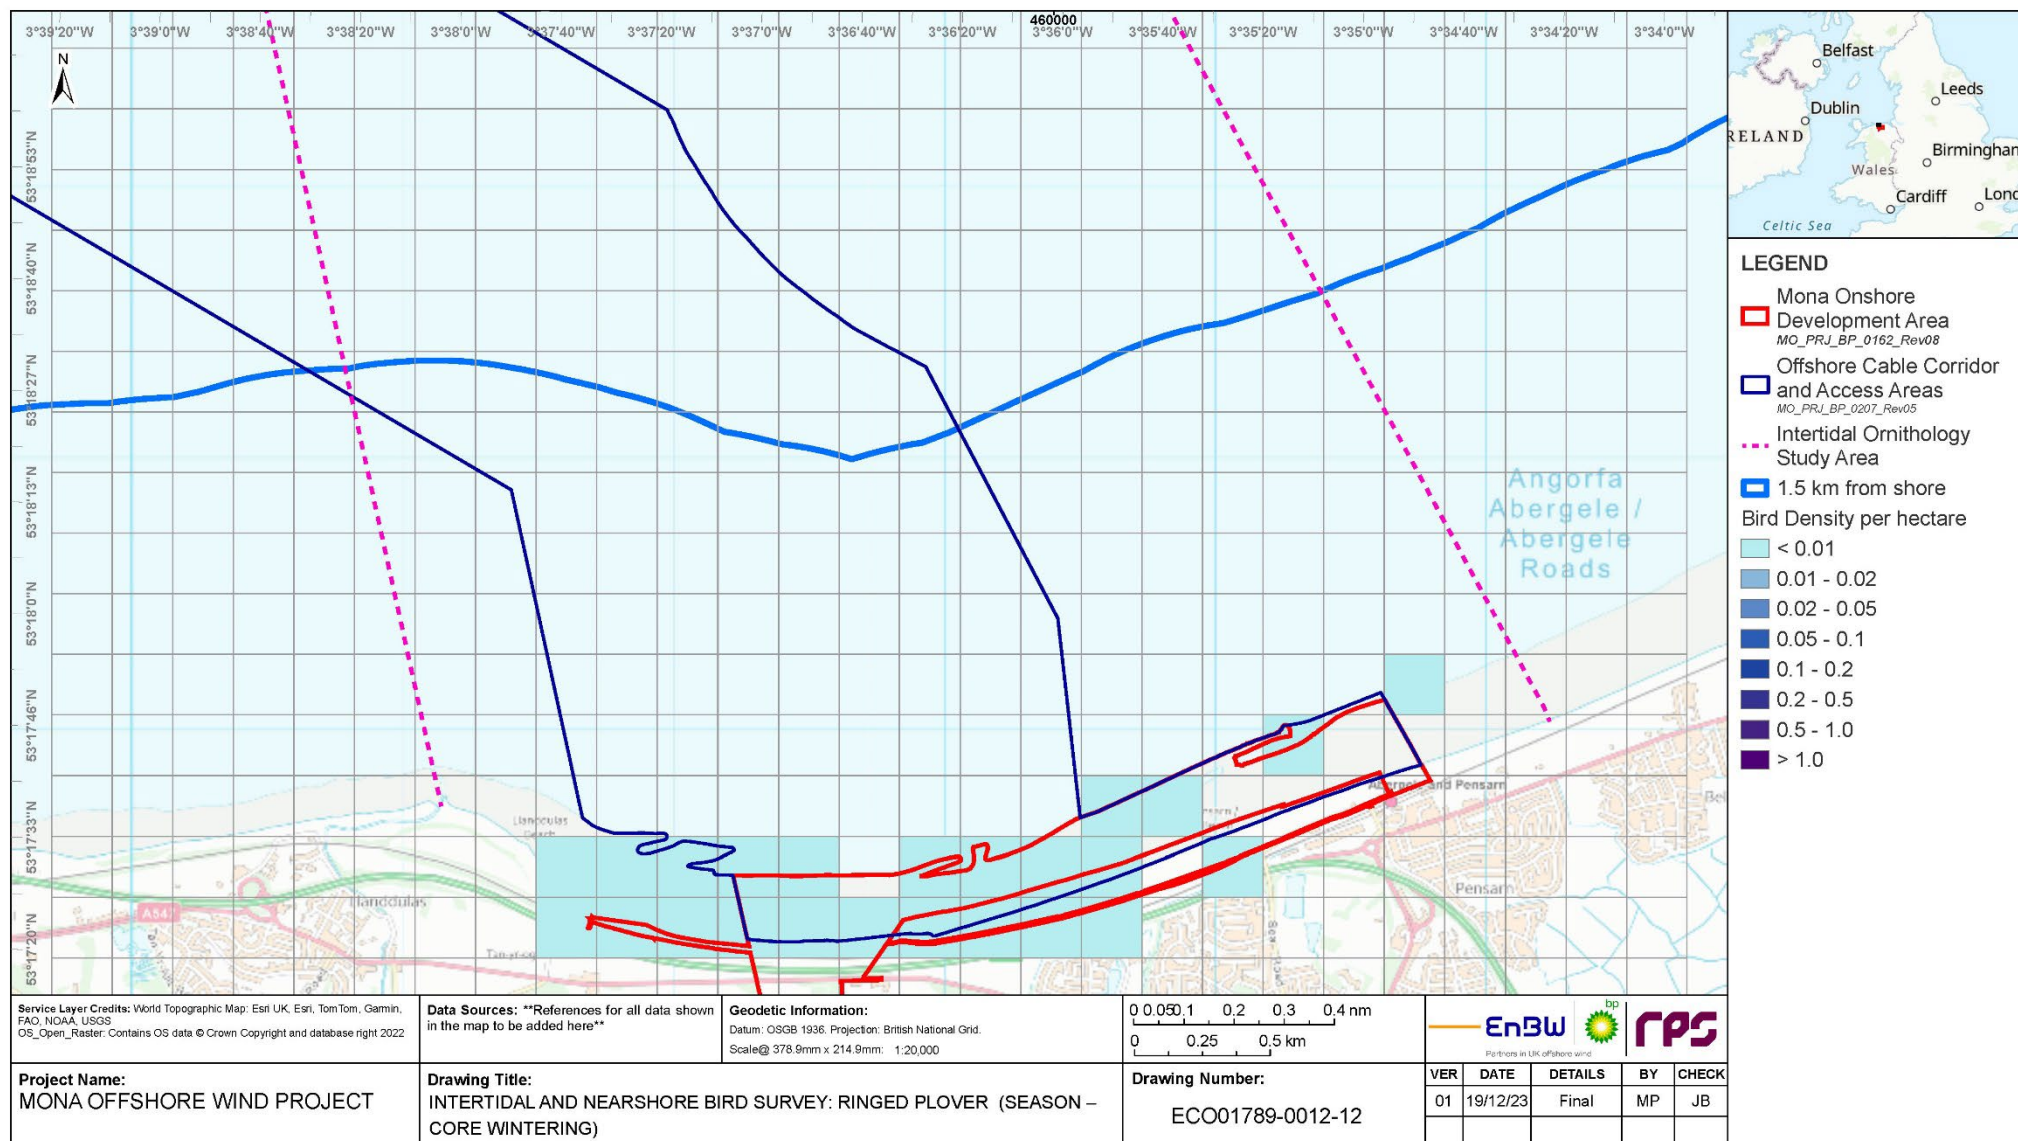 460000
3°39'20"W 3°39'0"W 3°38'40"W 3°38'20"W 3°37'40"W 3°37'20"W 3°37'0"W 3°36'40"W 3°36'20"W 3°36'0"W 3°35'40"W 3°35'20"W 3°35'0"W 3°34'40"W 3°34'20"W 3°34'0"W
N
53°18'53"N
53°18'40"N
53°18'27"N
53°18'13"N
53°18'0"N
53°17'46"N
53°17'33"N
53°17'20"N
Angorfa
Abergele /
Abergele
Roads
Llanddulas
Beach
Abergele and Pensarn
Pensarn
Llanddulas
A547
Belfast
Leeds
Dublin
RELAND
Birmingham
Wales
Cardiff
Lond
Celtic Sea
LEGEND
Mona Onshore
Development Area
MO_PRJ_BP_0162_Rev08
Offshore Cable Corridor
and Access Areas
MO_PRJ_BP_0207_Rev05
Intertidal Ornithology
Study Area
1.5 km from shore
Bird Density per hectare
< 0.01
0.01 - 0.02
0.02 - 0.05
0.05 - 0.1
0.1 - 0.2
0.2 - 0.5
0.5 - 1.0
> 1.0
Service Layer Credits: World Topographic Map: Esri UK, Esri, TomTom, Garmin,
FAO, NOAA, USGS
OS_Open_Raster: Contains OS data © Crown Copyright and database right 2022
Data Sources: **References for all data shown
in the map to be added here**
Geodetic Information:
Datum: OSGB 1936. Projection: British National Grid.
Scale@ 378.9mm x 214.9mm: 1:20,000
0 0.05 0.1 0.2 0.3 0.4 nm
0 0.25 0.5 km
EnBW
bp
rps
Partners in UK offshore wind
Project Name:
MONA OFFSHORE WIND PROJECT
Drawing Title:
INTERTIDAL AND NEARSHORE BIRD SURVEY: RINGED PLOVER (SEASON –
CORE WINTERING)
Drawing Number:
ECO01789-0012-12
VER DATE DETAILS BY CHECK
01 19/12/23 Final MP JB